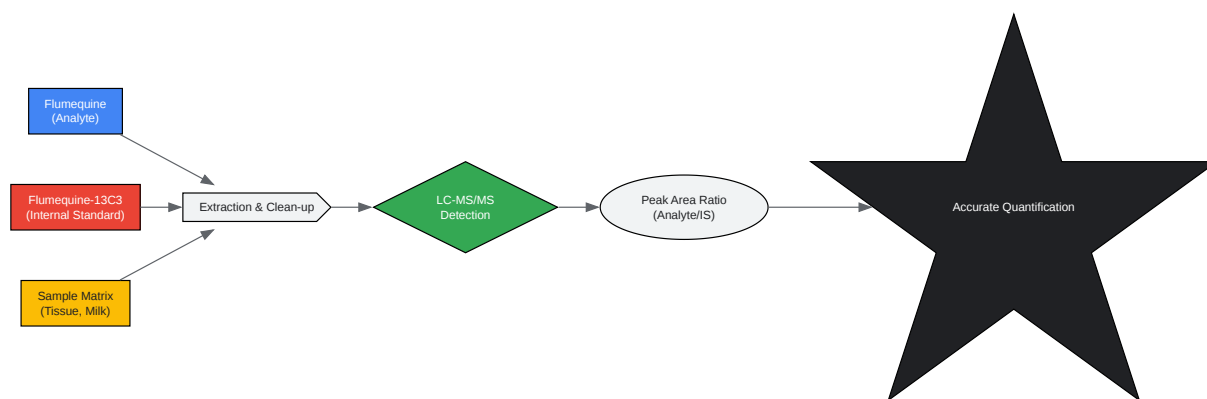 Flumequine
(Analyte)
Flumequine-13C3
(Internal Standard)
Sample Matrix
(Tissue, Milk)
Extraction & Clean-up
LC-MS/MS
Detection
Peak Area Ratio
(Analyte/IS)
Accurate Quantification